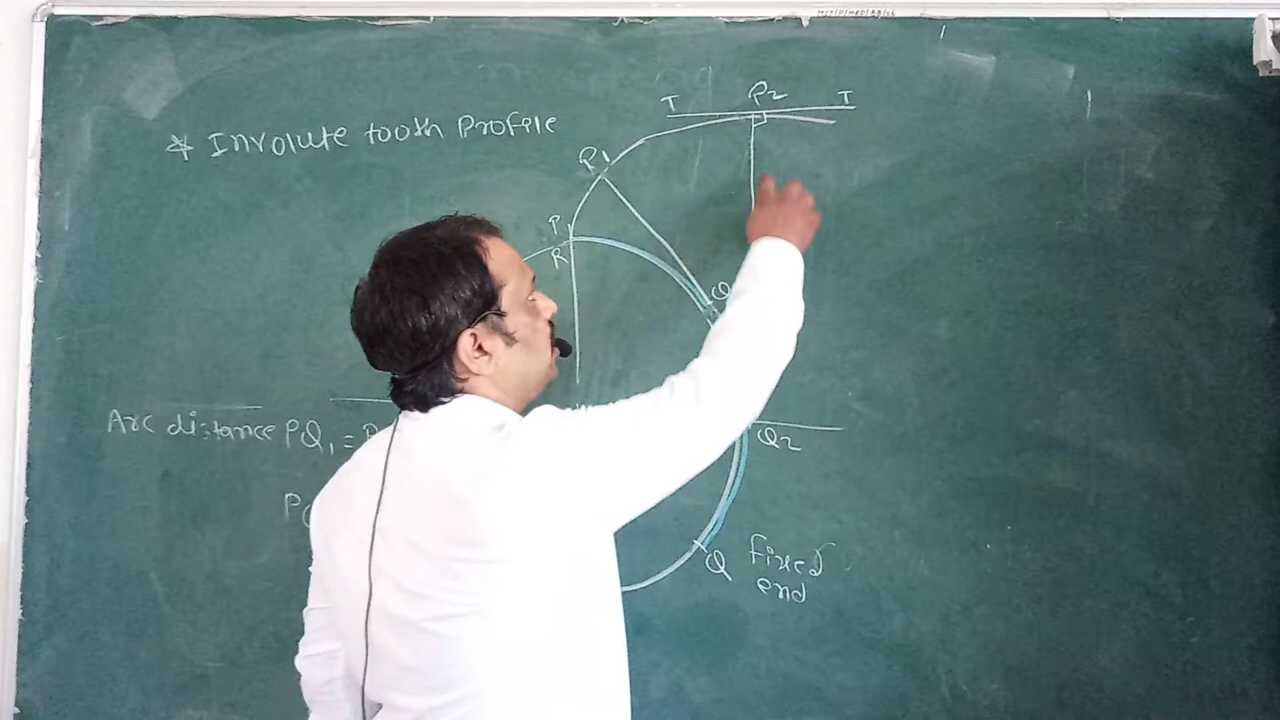 * Involute tooth Profile
T P2 T
P1
P
R
Q
Arc distance PQ1 =
Q2
Q Fixed
end